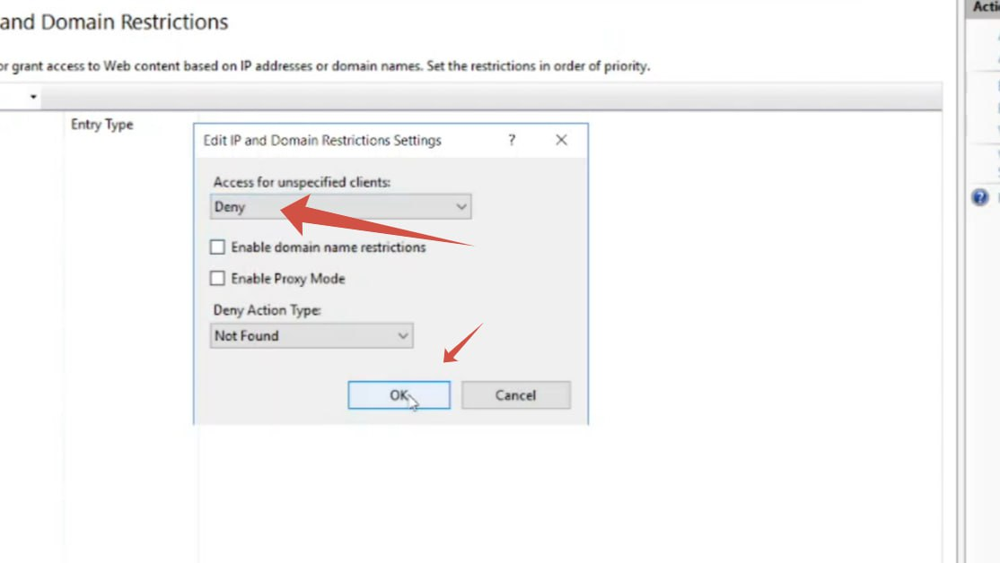 and Domain Restrictions
or grant access to Web content based on IP addresses or domain names. Set the restrictions in order of priority.
Entry Type
Edit IP and Domain Restrictions Settings
?
Access for unspecified clients:
Deny
Enable domain name restrictions
Enable Proxy Mode
Deny Action Type:
Not Found
OK
Cancel
?